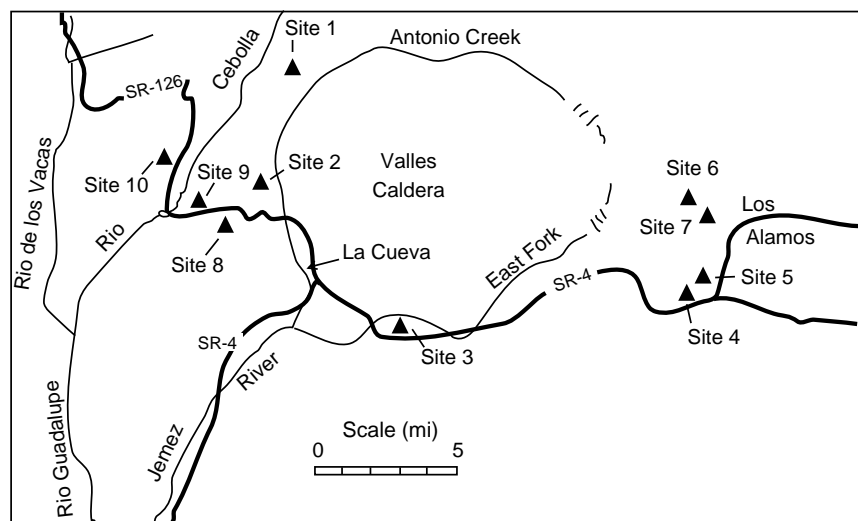 Site 1
Antonio Creek
Cebolla
SR-126
Site 10
Site 9
Site 2
Valles
Caldera
Site 6
Site 7
Los
Alamos
Rio de los Vacas
Rio
Site 8
La Cueva
East Fork
SR-4
Site 5
Site 4
SR-4
River
Site 3
Scale (mi)
0
5
Rio Guadalupe
Jemez